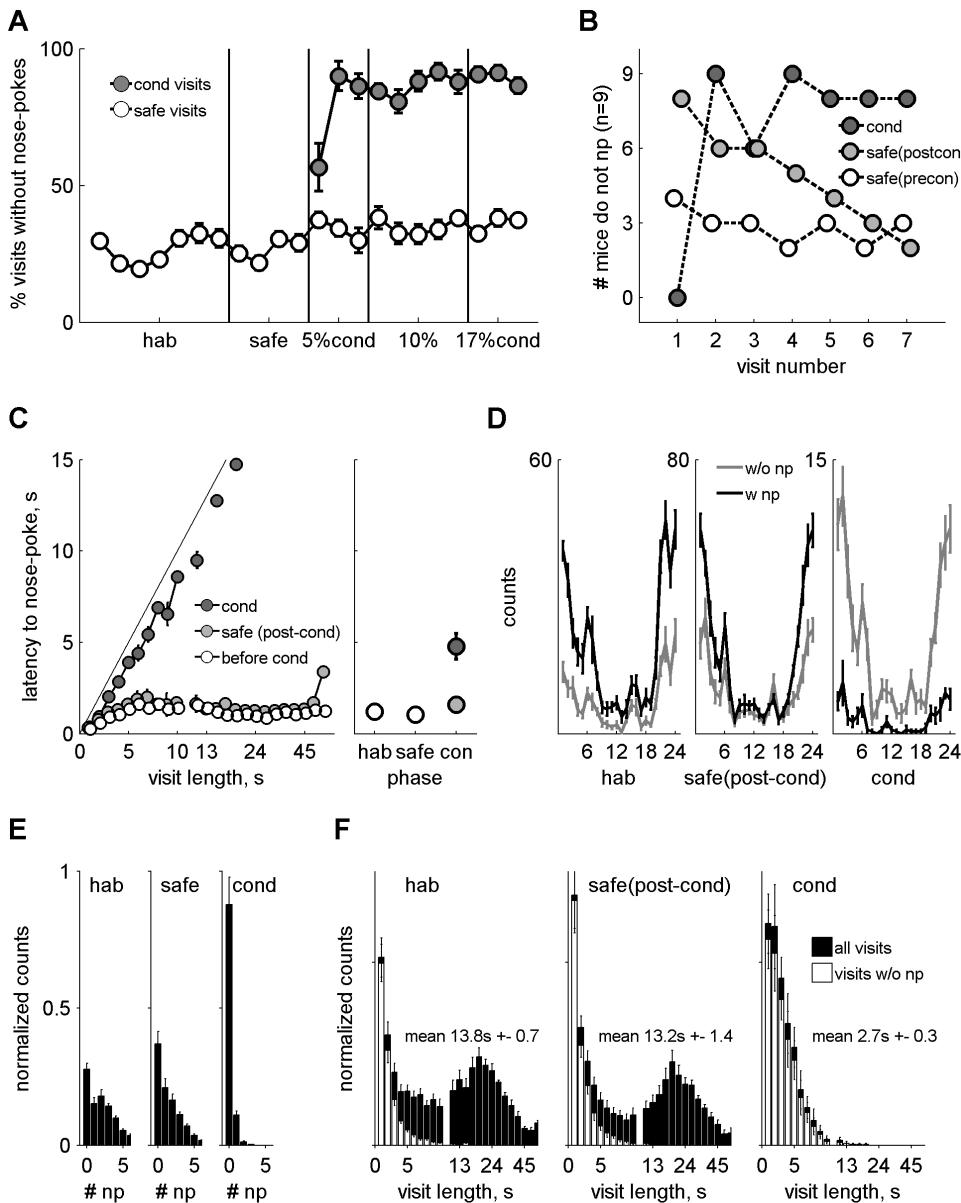 A
% visits without nose-pokes
100
50
0
cond visits
safe visits
hab
safe
5%cond
10%
17%cond
B
# mice do not np (n=9)
9
6
3
0
cond
safe(postcon
safe(precon)
1 2 3 4 5 6 7
visit number
C
latency to nose-poke, s
15
10
5
0
cond
safe (post-cond)
before cond
0 5 10 13 24 45
visit length, s
hab safe con
phase
D
counts
60
80
15
w/o np
w np
6 12 18 24
6 12 18 24
6 12 18 24
hab
safe(post-cond)
cond
E
normalized counts
1
0.5
0
hab
safe
cond
0 5
0 5
0 5
# np
# np
# np
F
normalized counts
hab
safe(post-cond)
cond
all visits
visits w/o np
mean 13.8s +- 0.7
mean 13.2s +- 1.4
mean 2.7s +- 0.3
0 5 13 24 45
0 5 13 24 45
0 5 13 24 45
visit length, s
visit length, s
visit length, s